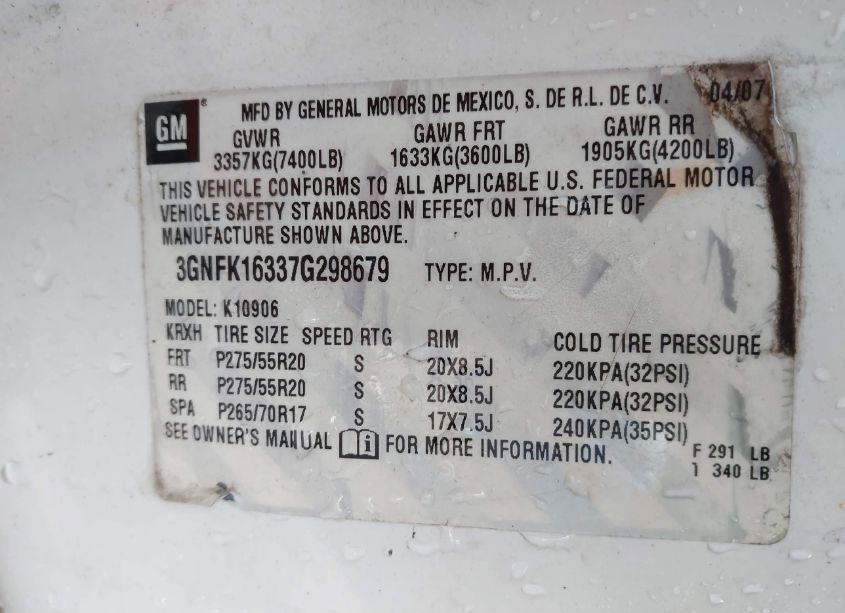 GM ® MFD BY GENERAL MOTORS DE MEXICO, S. DE R.L. DE C.V. 04/07
GVWR GAWR FRT GAWR RR
3357KG(7400LB) 1633KG(3600LB) 1905KG(4200LB)
THIS VEHICLE CONFORMS TO ALL APPLICABLE U.S. FEDERAL MOTOR
VEHICLE SAFETY STANDARDS IN EFFECT ON THE DATE OF
MANUFACTURE SHOWN ABOVE.
3GNFK16337G298679 TYPE: M.P.V.
MODEL: K10906
KRXH TIRE SIZE SPEED RTG RIM COLD TIRE PRESSURE
FRT P275/55R20 S 20X8.5J 220KPA(32PSI)
RR P275/55R20 S 20X8.5J 220KPA(32PSI)
SPA P265/70R17 S 17X7.5J 240KPA(35PSI)
SEE OWNER'S MANUAL i FOR MORE INFORMATION.
F 291 LB
1 340 LB